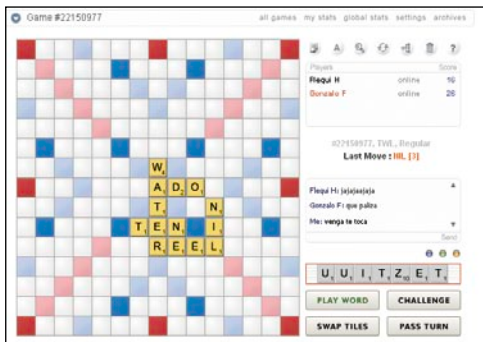 Game #22150977
all games my stats global stats settings archives
Players Score
Flequi H online 16
Gonzalo F online 26
#22150977, TWL, Regular
Last Move : NIL [3]
W
A D O
T N
T E N I
R E E L
Flequi H: jajajaajaja
Gonzalo F: que paliza
Me: venga te toca
Send
U U I T Z E T
PLAY WORD CHALLENGE
SWAP TILES PASS TURN